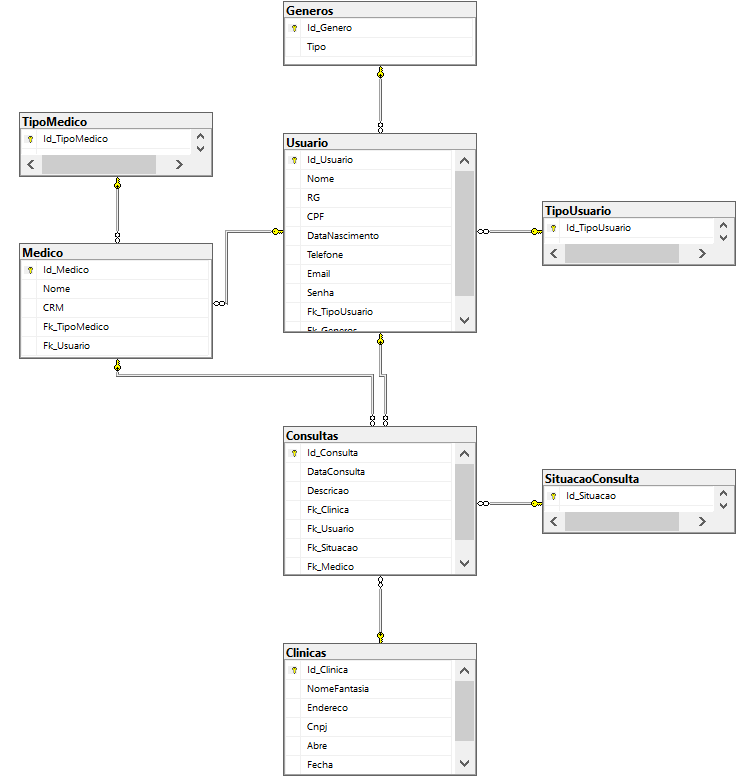 Generos
Id_Genero
Tipo
TipoMedico
Id_TipoMedico
Usuario
Id_Usuario
Nome
RG
CPF
DataNascimento
Telefone
Email
Senha
Fk_TipoUsuario
Fk_Generos
TipoUsuario
Id_TipoUsuario
Medico
Id_Medico
Nome
CRM
Fk_TipoMedico
Fk_Usuario
Consultas
Id_Consulta
DataConsulta
Descricao
Fk_Clinica
Fk_Usuario
Fk_Situacao
Fk_Medico
SituacaoConsulta
Id_Situacao
Clinicas
Id_Clinica
NomeFantasia
Endereco
Cnpj
Abre
Fecha